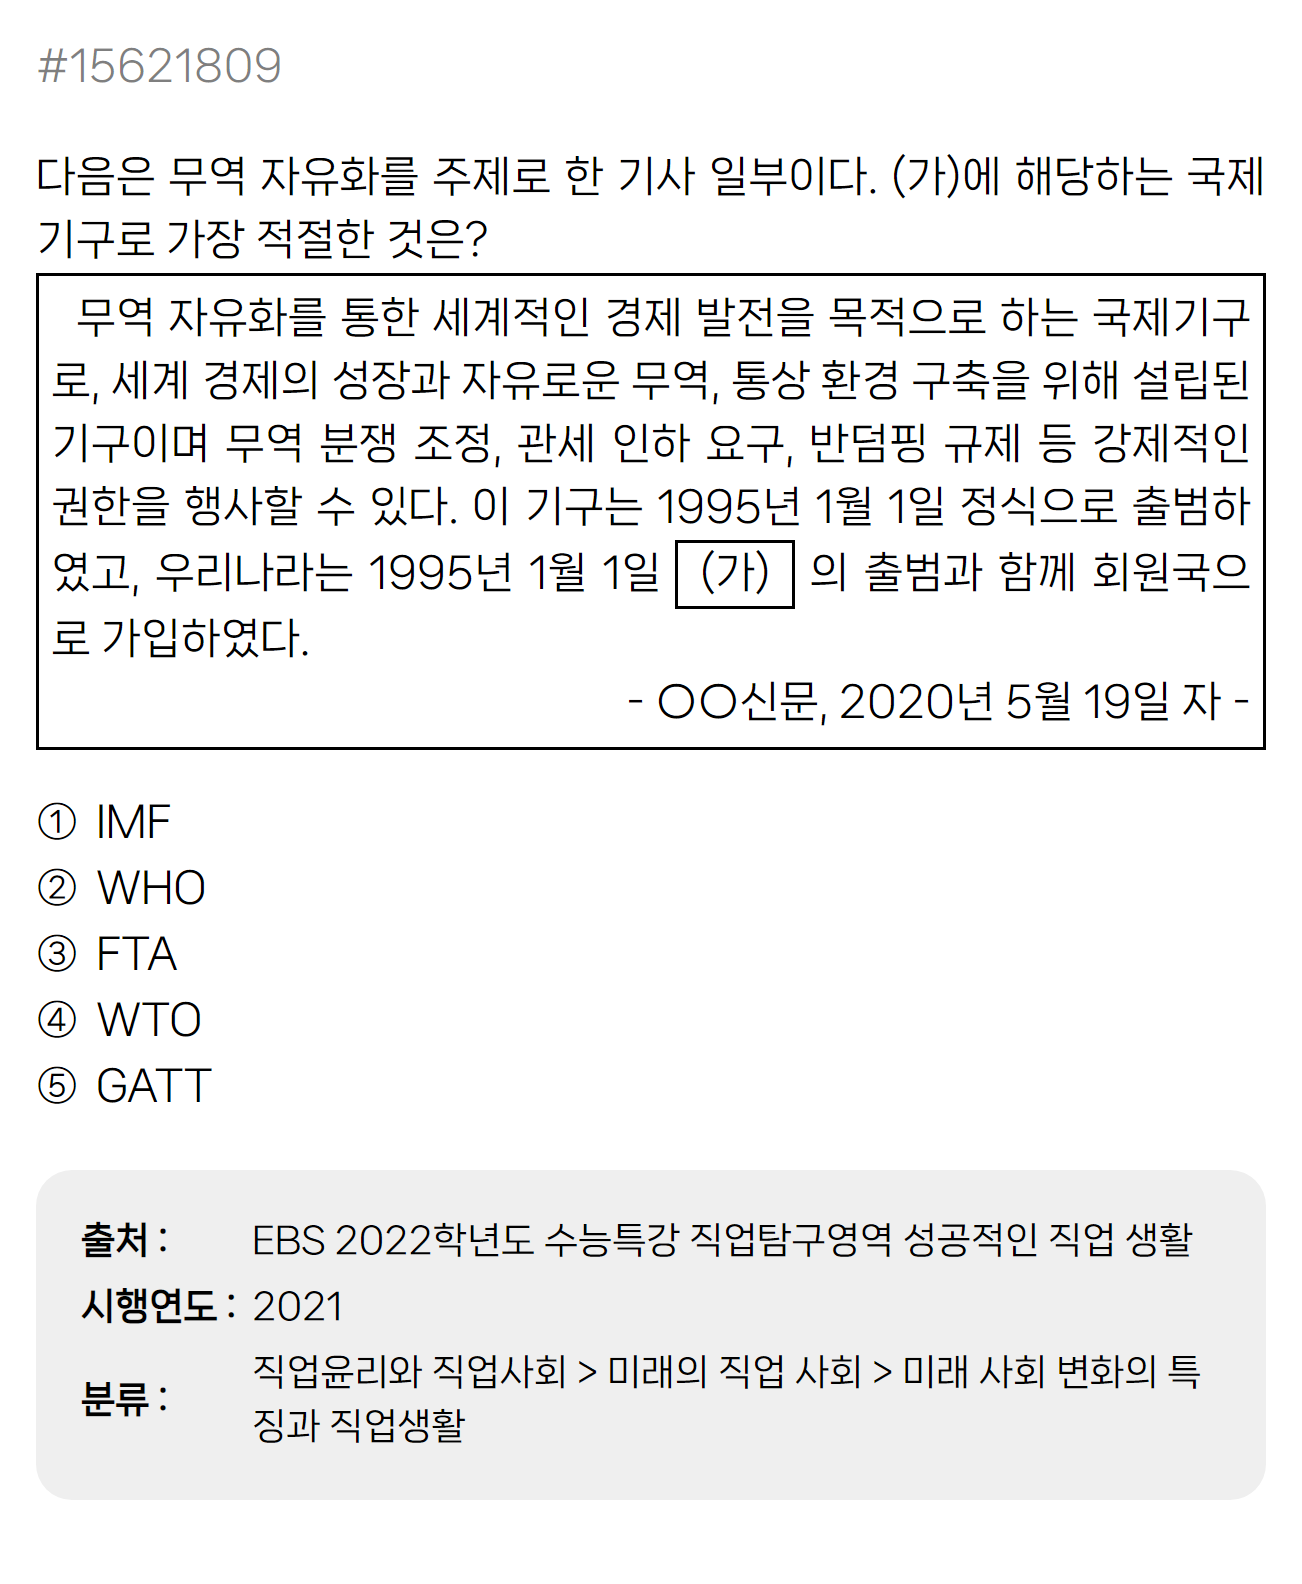 #15621809
다음은 무역 자유화를 주제로 한 기사 일부이다. (가)에 해당하는 국제
기구로 가장 적절한 것은?
무역 자유화를 통한 세계적인 경제 발전을 목적으로 하는 국제기구
로, 세계 경제의 성장과 자유로운 무역, 통상 환경 구축을 위해 설립된
기구이며 무역 분쟁 조정, 관세 인하 요구, 반덤핑 규제 등 강제적인
권한을 행사할 수 있다. 이 기구는 1995년 1월 1일 정식으로 출범하
였고, 우리나라는 1995년 1월 1일 (가) 의 출범과 함께 회원국으
로 가입하였다.
- 〇〇신문, 2020년 5월 19일 자 -
① IMF
② WHO
③ FTA
④ WTO
⑤ GATT
출처 : EBS 2022학년도 수능특강 직업탐구영역 성공적인 직업 생활
시행연도 : 2021
분류 : 직업윤리와 직업사회 > 미래의 직업 사회 > 미래 사회 변화의 특
징과 직업생활